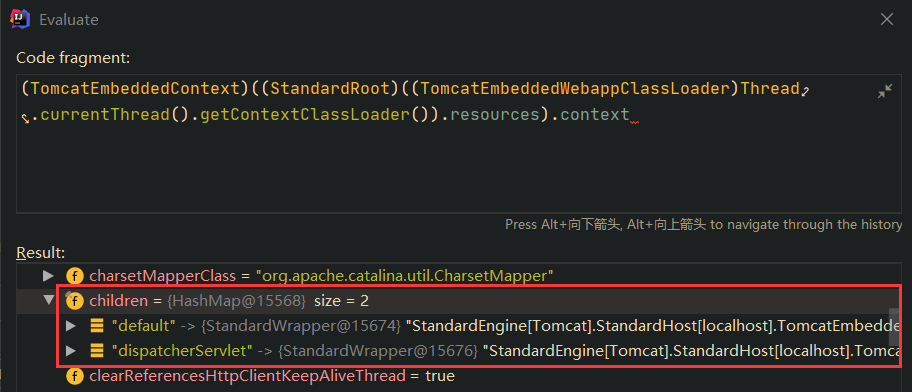 Evaluate
Code fragment:
(TomcatEmbeddedContext)((StandardRoot)((TomcatEmbeddedWebappClassLoader)Thread
.currentThread().getContextClassLoader()).resources).context
Press Alt+向下箭头, Alt+向上箭头 to navigate through the history
Result:
charsetMapperClass = "org.apache.catalina.util.CharsetMapper"
children = {HashMap@15568} size = 2
"default" -> {StandardWrapper@15674} "StandardEngine[Tomcat].StandardHost[localhost].TomcatEmbedde
"dispatcherServlet" -> {StandardWrapper@15676} "StandardEngine[Tomcat].StandardHost[localhost].Tomca
clearReferencesHttpClientKeepAliveThread = true